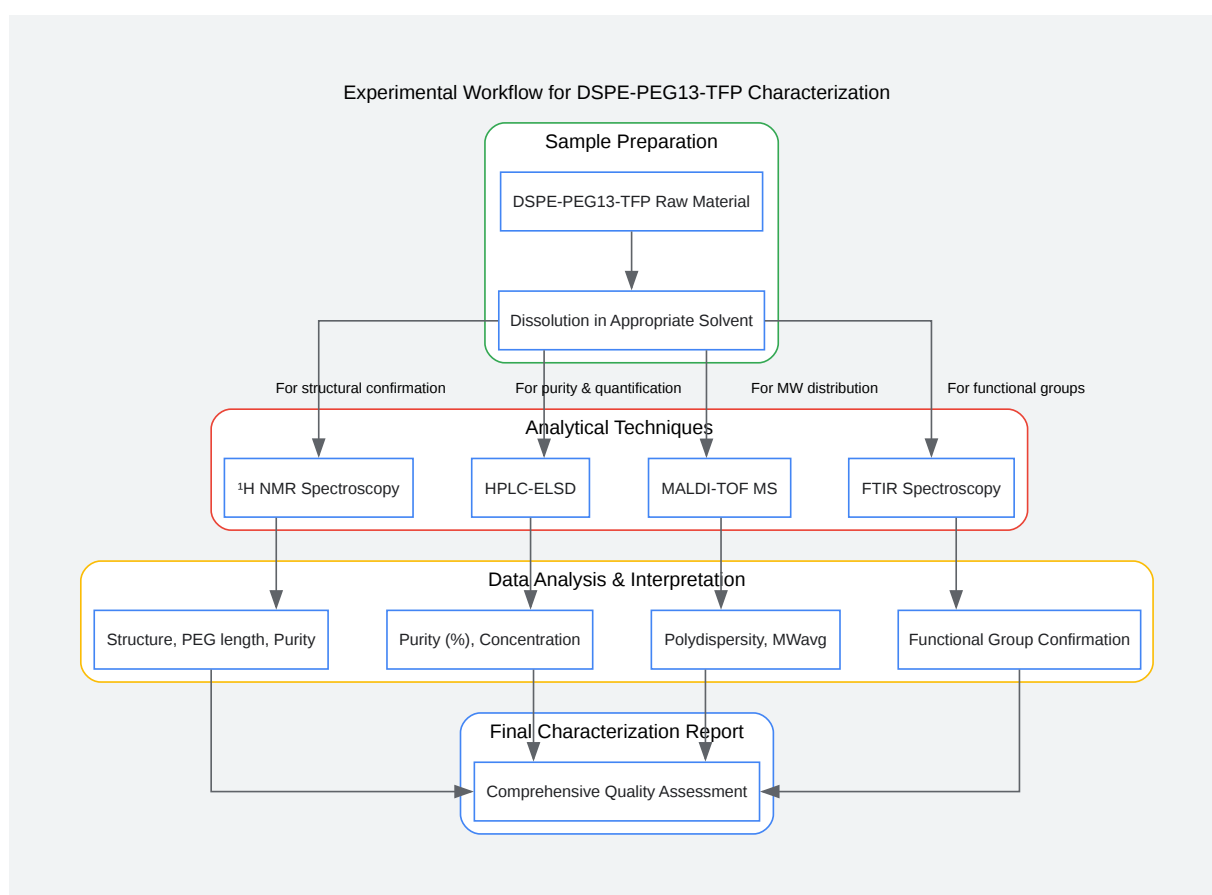 Experimental Workflow for DSPE-PEG13-TFP Characterization
Sample Preparation
DSPE-PEG13-TFP Raw Material
Dissolution in Appropriate Solvent
For structural confirmation
For purity & quantification
For MW distribution
For functional groups
Analytical Techniques
¹H NMR Spectroscopy
HPLC-ELSD
MALDI-TOF MS
FTIR Spectroscopy
Data Analysis & Interpretation
Structure, PEG length, Purity
Purity (%), Concentration
Polydispersity, MWavg
Functional Group Confirmation
Final Characterization Report
Comprehensive Quality Assessment